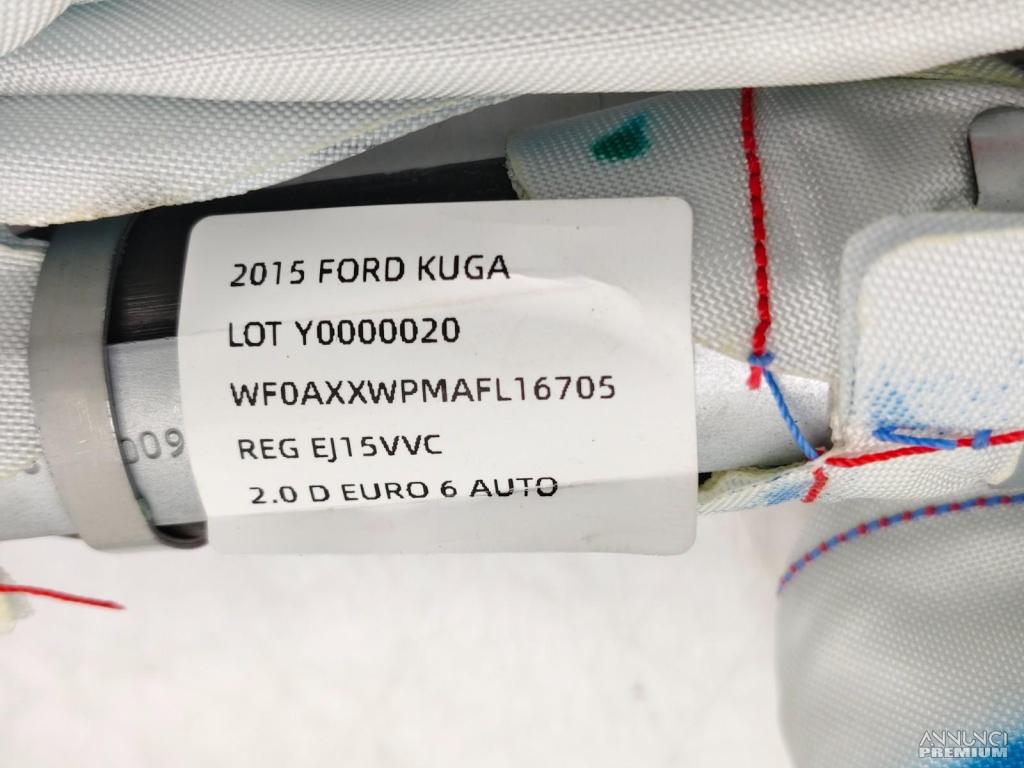 2015 FORD KUGA
LOT Y0000020
WF0AXXWPMAFL16705
REG EJ15VVC
2.0 D EURO 6 AUTO
009
ANNUNCI
PREMIUM